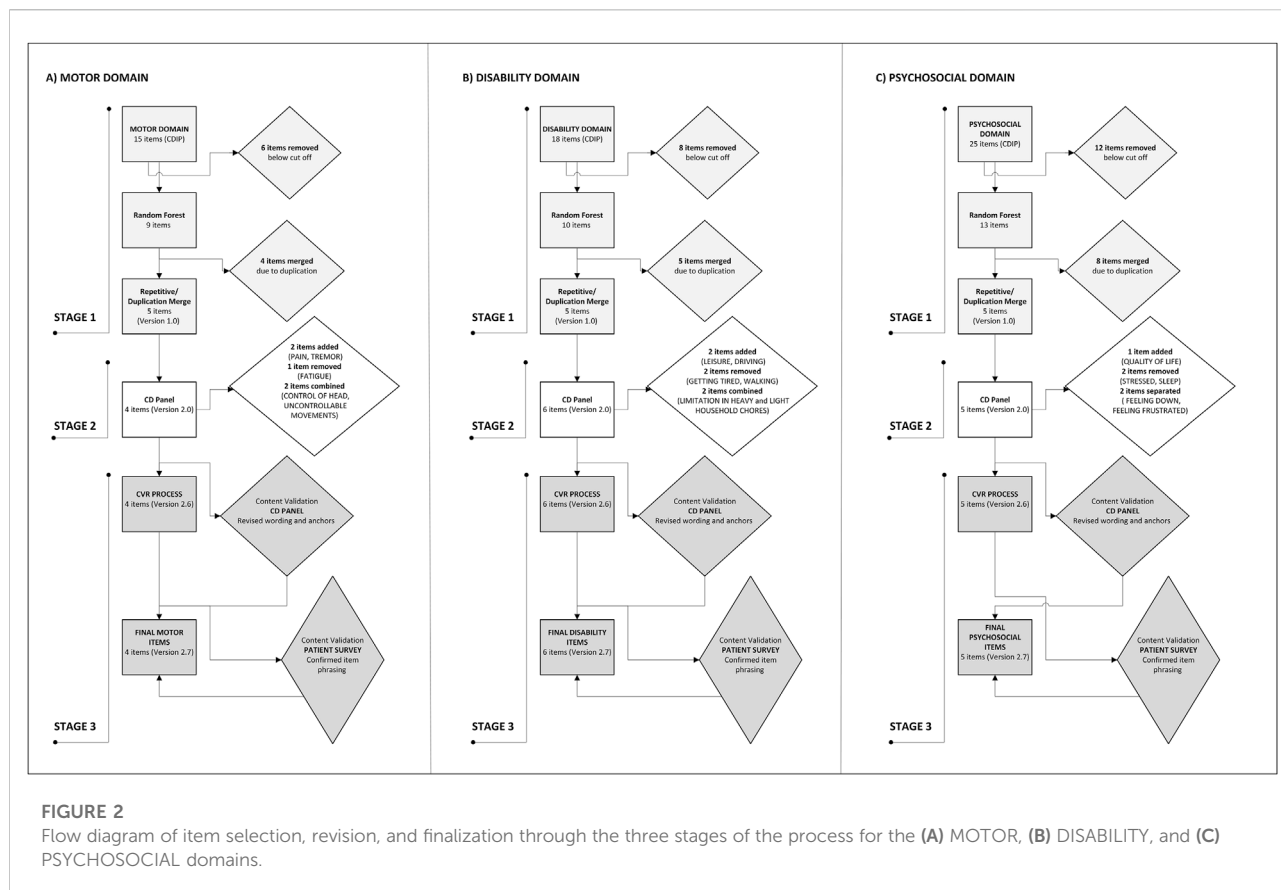 A) MOTOR DOMAIN
MOTOR DOMAIN
15 items (CDIP)
6 items removed
below cut off
Random Forest
9 items
4 items merged
due to duplication
Repetitive/
Duplication Merge
5 items
(Version 1.0)
STAGE 1
2 items added
(PAIN, TREMOR)
1 item removed
(FATIGUE)
2 items combined
(CONTROL OF HEAD,
UNCONTROLLABLE
MOVEMENTS)
CD Panel
4 items (Version 2.0)
STAGE 2
CVR PROCESS
4 items (Version 2.6)
Content Validation
CD PANEL
Revised wording and anchors
FINAL MOTOR
ITEMS
4 items (Version 2.7)
Content Validation
PATIENT SURVEY
Confirmed item
phrasing
STAGE 3
B) DISABILITY DOMAIN
DISABILITY DOMAIN
18 items (CDIP)
8 items removed
below cut off
Random Forest
10 items
5 items merged
due to duplication
Repetitive/
Duplication Merge
5 items
(Version 1.0)
STAGE 1
2 items added
(LEISURE, DRIVING)
2 items removed
(GETTING TIRED, WALKING)
2 items combined
(LIMITATION IN HEAVY and LIGHT
HOUSEHOLD CHORES)
CD Panel
6 items (Version 2.0)
STAGE 2
CVR PROCESS
6 items (Version 2.6)
Content Validation
CD PANEL
Revised wording and anchors
FINAL DISABILITY
ITEMS
6 items (Version 2.7)
Content Validation
PATIENT SURVEY
Confirmed item
phrasing
STAGE 3
C) PSYCHOSOCIAL DOMAIN
PSYCHOSOCIAL
DOMAIN
25 items (CDIP)
12 items removed
below cut off
Random Forest
13 items
8 items merged
due to duplication
Repetitive/
Duplication Merge
5 items
(Version 1.0)
STAGE 1
1 item added
(QUALITY OF LIFE)
2 items removed
(STRESSED, SLEEP)
2 items separated
( FEELING DOWN,
FEELING FRUSTRATED)
CD Panel
5 items (Version 2.0)
STAGE 2
CVR PROCESS
5 items (Version 2.6)
Content Validation
CD PANEL
Revised wording and anchors
FINAL
PSYCHOSOCIAL
ITEMS
5 items (Version 2.7)
Content Validation
PATIENT SURVEY
Confirmed item
phrasing
STAGE 3
FIGURE 2
Flow diagram of item selection, revision, and finalization through the three stages of the process for the (A) MOTOR, (B) DISABILITY, and (C)
PSYCHOSOCIAL domains.